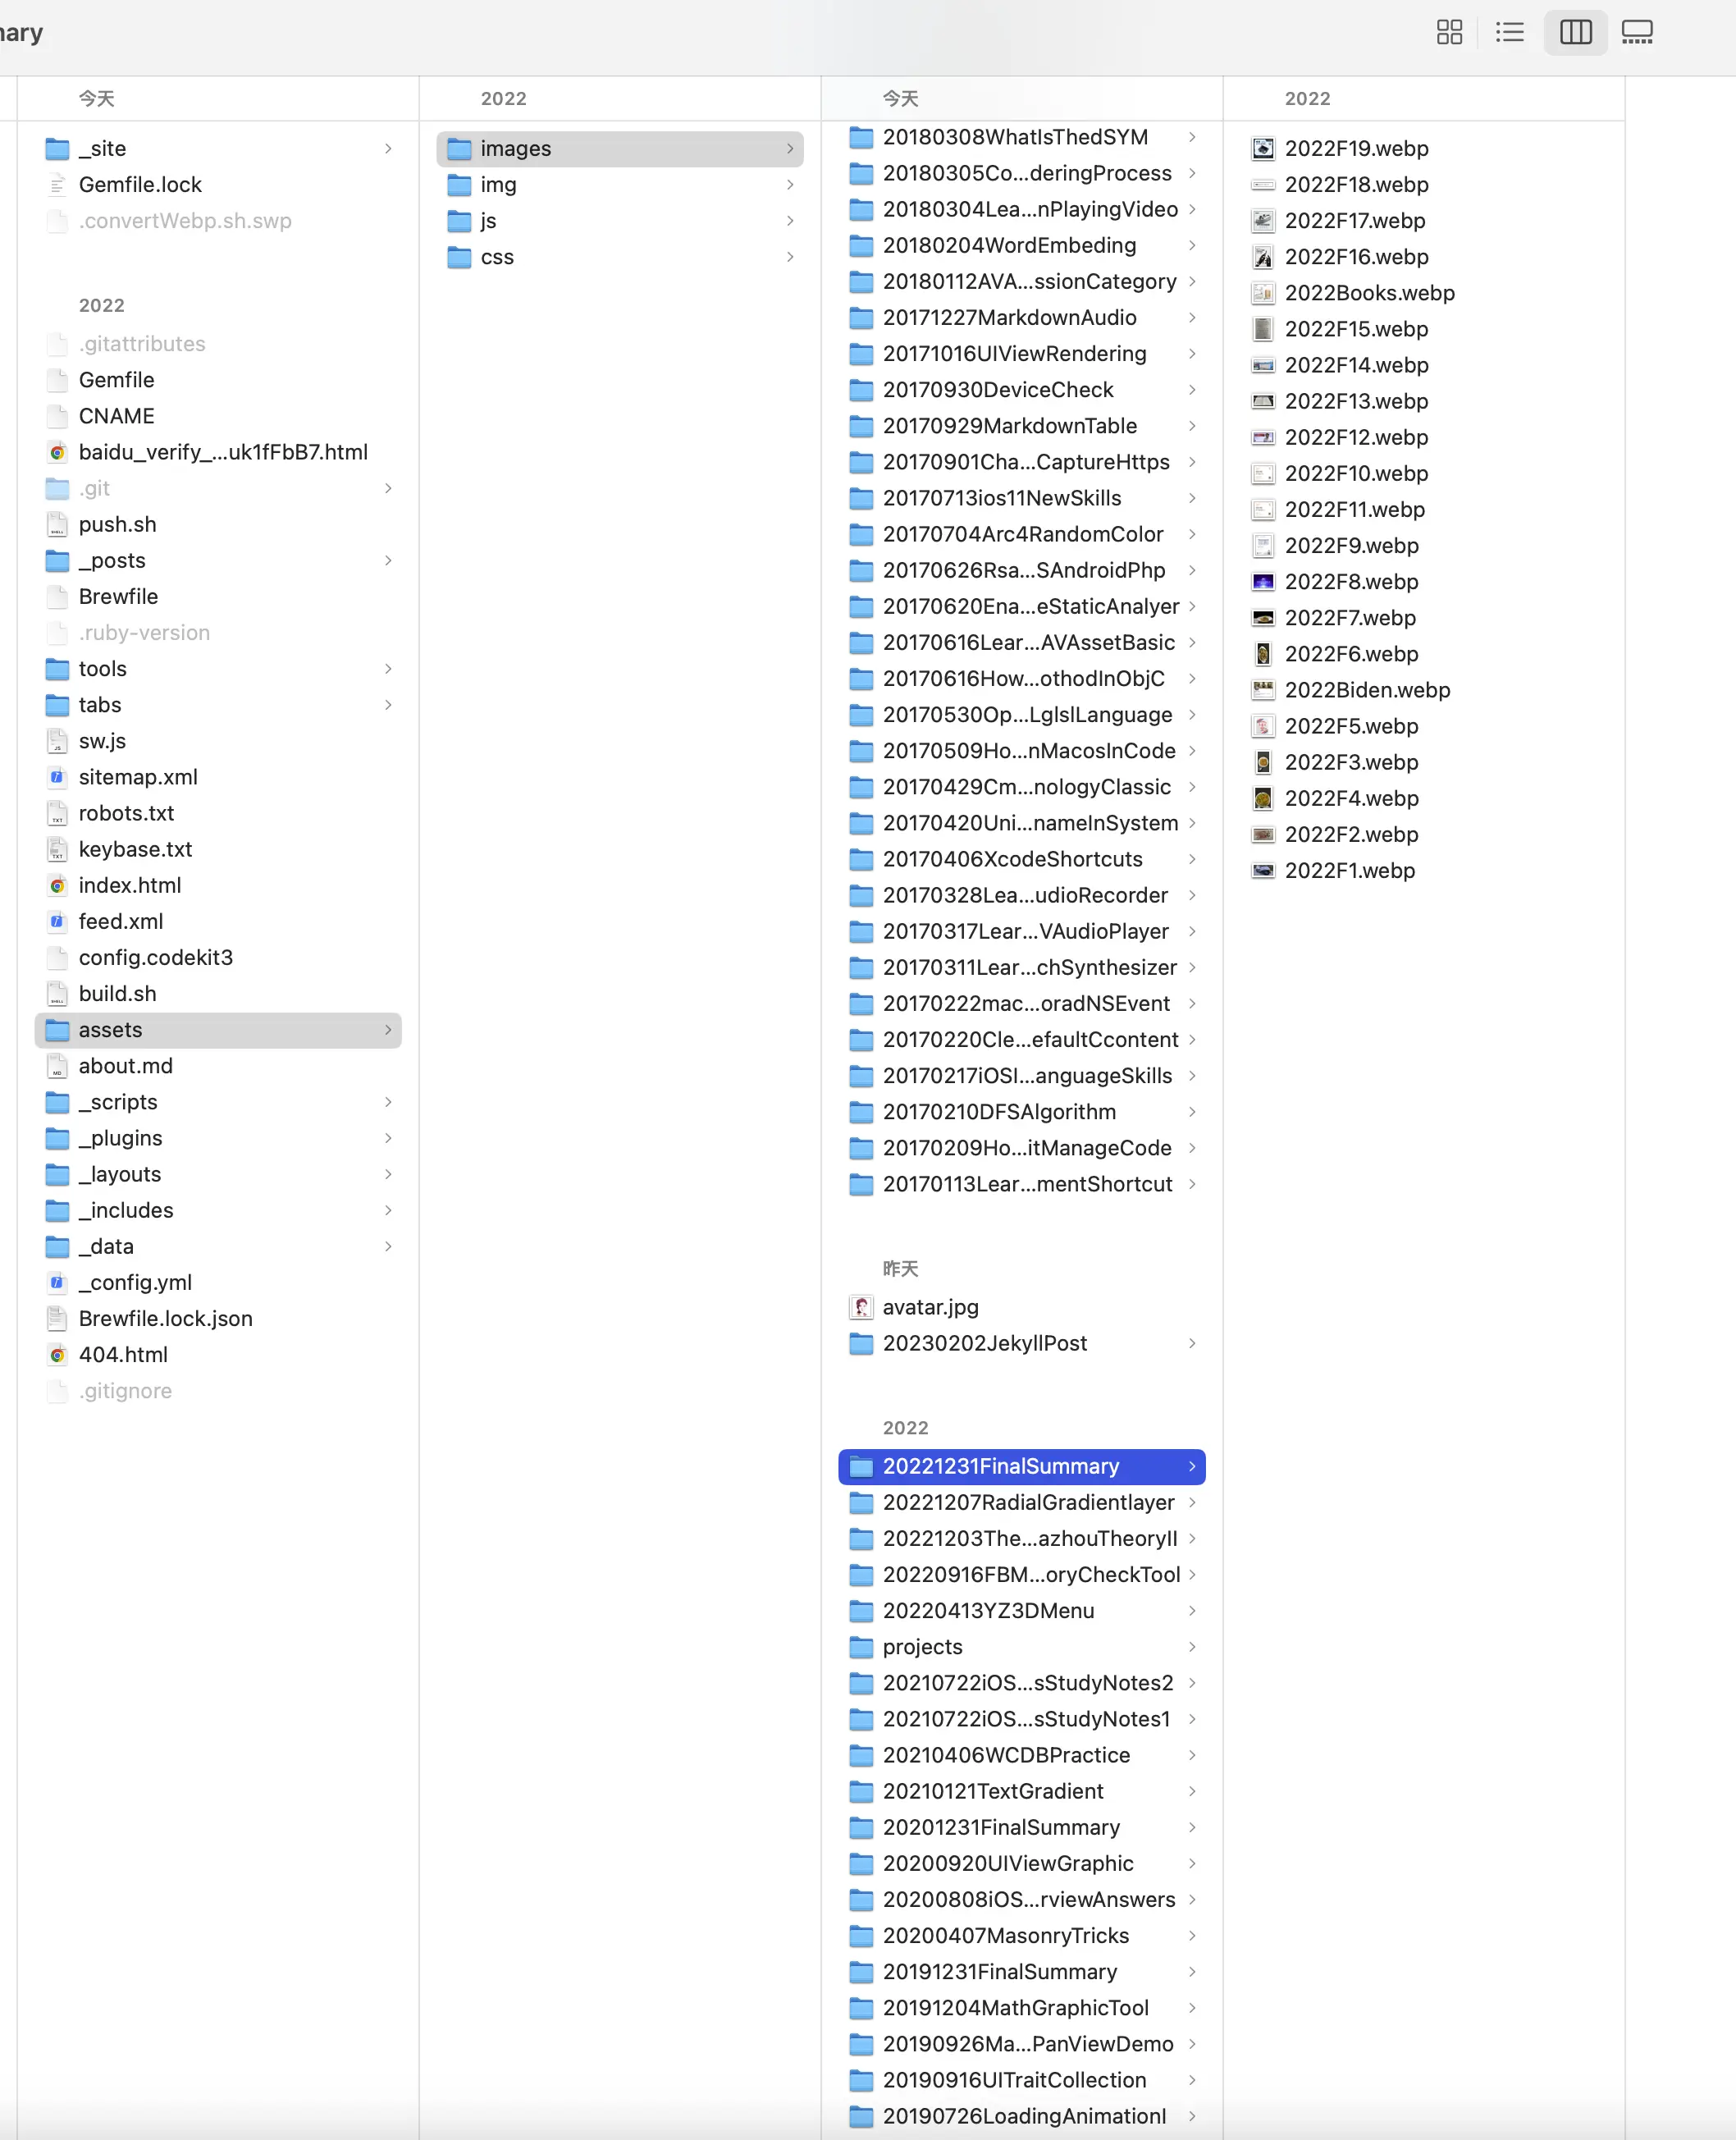 nary
今天
_site
Gemfile.lock
.convertWebp.sh.swp
2022
.gitattributes
Gemfile
CNAME
baidu_verify_...uk1fFbB7.html
.git
push.sh
_posts
Brewfile
.ruby-version
tools
tabs
sw.js
sitemap.xml
robots.txt
keybase.txt
index.html
feed.xml
config.codekit3
build.sh
assets
about.md
_scripts
_plugins
_layouts
_includes
_data
_config.yml
Brewfile.lock.json
404.html
.gitignore
2022
images
img
js
css
今天
20180308WhatIsThedSYM
20180305Co...deringProcess
20180304Lea...nPlayingVideo
20180204WordEmbeding
20180112AVA...ssionCategory
20171227MarkdownAudio
20171016UIViewRendering
20170930DeviceCheck
20170929MarkdownTable
20170901Cha...CaptureHttps
20170713ios11NewSkills
20170704Arc4RandomColor
20170626Rsa...SAndroidPhp
20170620Ena...eStaticAnalyer
20170616Lear...AVAssetBasic
20170616How...othodInObjC
20170530Op...LglslLanguage
20170509Ho...nMacosInCode
20170429Cm...nologyClassic
20170420Uni...nameInSystem
20170406XcodeShortcuts
20170328Lea...udioRecorder
20170317Lear...VAudioPlayer
20170311Lear...chSynthesizer
20170222mac...oradNSEvent
20170220Cle...efaultCcontent
20170217iOSI...anguageSkills
20170210DFSAlgorithm
20170209Ho...itManageCode
20170113Lear...mentShortcut
昨天
avatar.jpg
20230202JekyllPost
2022
20221231FinalSummary
20221207RadialGradientlayer
20221203The...azhouTheoryII
20220916FBM...oryCheckTool
20220413YZ3DMenu
projects
20210722iOS...sStudyNotes2
20210722iOS...sStudyNotes1
20210406WCDBPractice
20210121TextGradient
20201231FinalSummary
20200920UIViewGraphic
20200808iOS...rviewAnswers
20200407MasonryTricks
20191231FinalSummary
20191204MathGraphicTool
20190926Ma...PanViewDemo
20190916UITraitCollection
20190726LoadingAnimationI
2022
2022F19.webp
2022F18.webp
2022F17.webp
2022F16.webp
2022Books.webp
2022F15.webp
2022F14.webp
2022F13.webp
2022F12.webp
2022F10.webp
2022F11.webp
2022F9.webp
2022F8.webp
2022F7.webp
2022F6.webp
2022Biden.webp
2022F5.webp
2022F3.webp
2022F4.webp
2022F2.webp
2022F1.webp